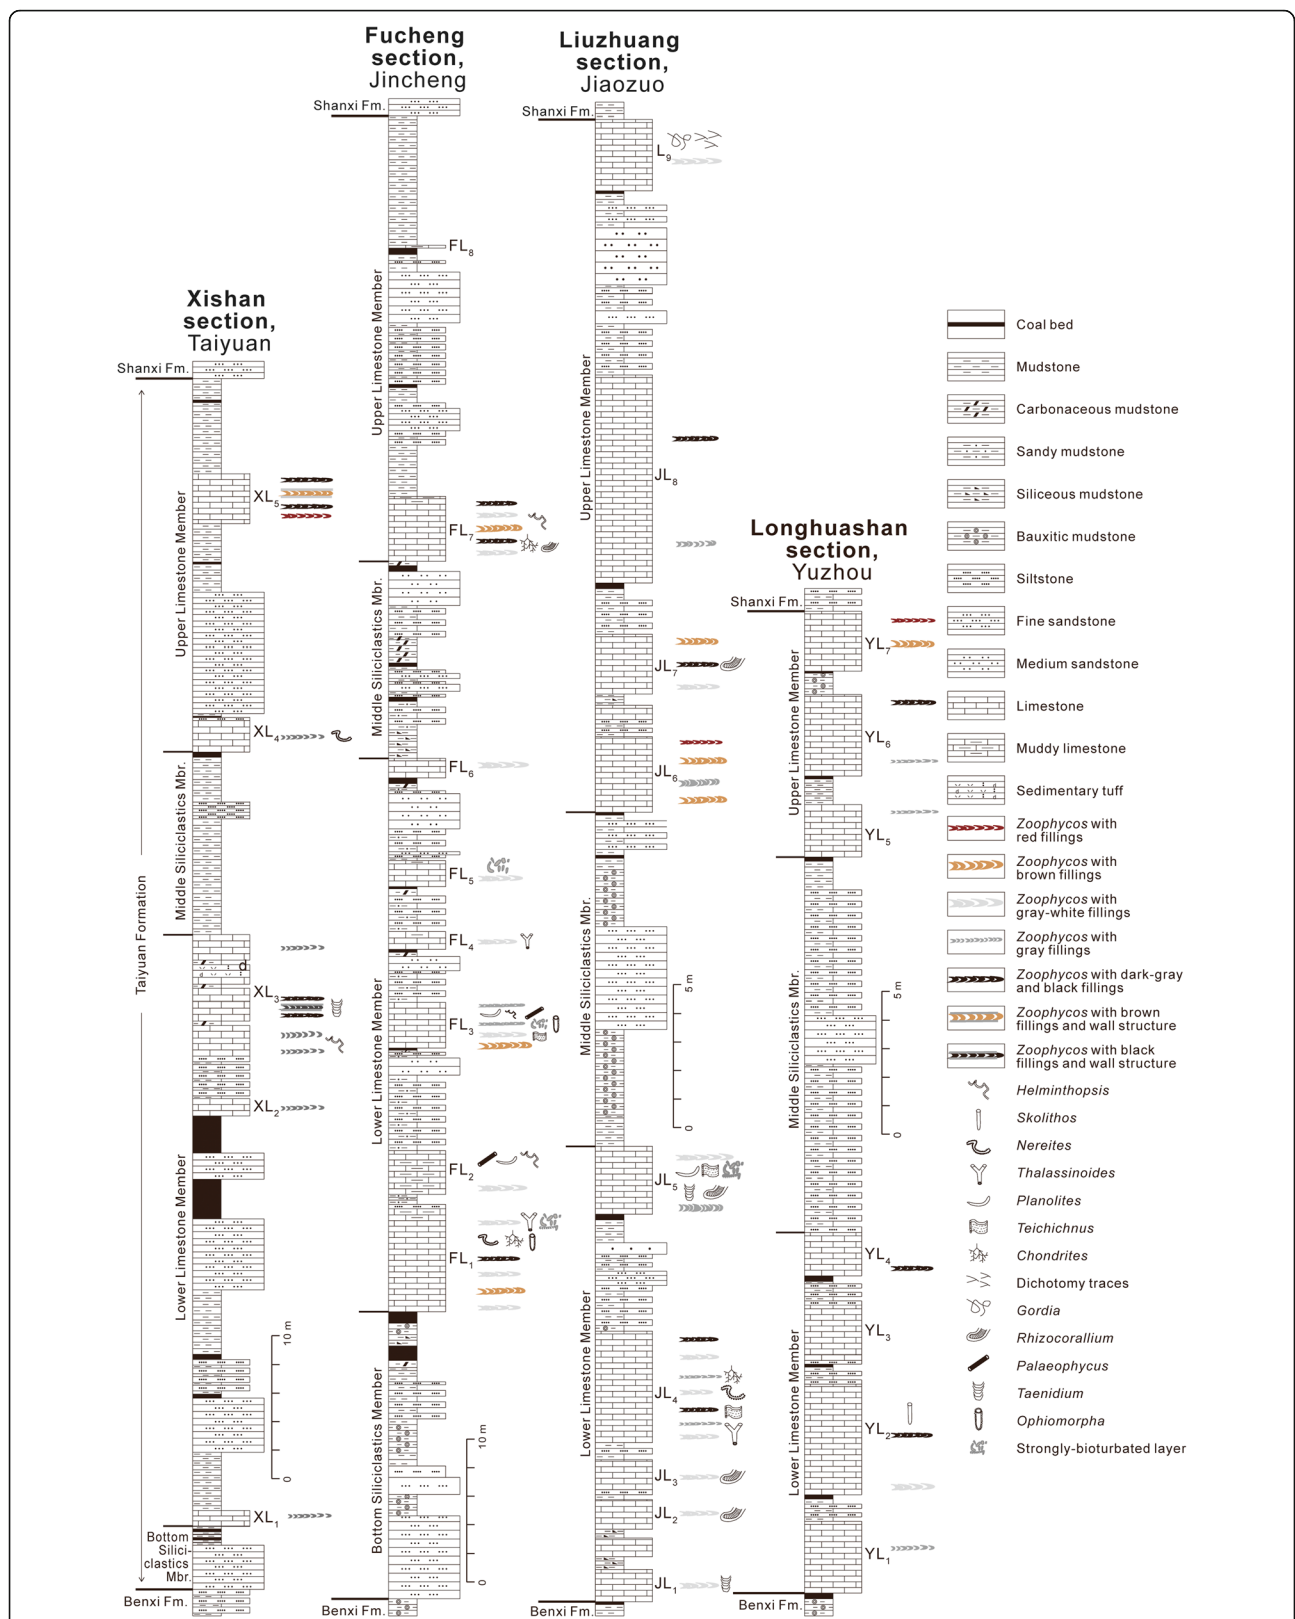 Fucheng
section,
Jincheng
Liuzhuang
section,
Jiaozuo
Xishan
section,
Taiyuan
Longhuashan
section,
Yuzhou
Shanxi Fm.
Upper Limestone Member
Middle Siliciclastics Mbr.
Lower Limestone Member
Taiyuan Formation
Bottom
Silici-
clastics
Mbr.
Benxi Fm.
XL5
XL4
d
XL3
XL2
XL1
10 m
0
Shanxi Fm.
Upper Limestone Member
Middle Siliciclastics Mbr.
Lower Limestone Member
Bottom Siliciclastics Member
Benxi Fm.
FL8
FL7
FL6
FL5
FL4
FL3
FL2
FL1
10 m
0
Shanxi Fm.
Upper Limestone Member
Middle Siliciclastics Mbr.
Lower Limestone Member
Benxi Fm.
L9
JL8
JL7
JL6
JL5
JL4
JL3
JL2
JL1
5 m
0
Shanxi Fm.
Upper Limestone Member
Middle Siliciclastics Mbr.
Lower Limestone Member
Benxi Fm.
YL7
YL6
YL5
YL4
YL3
YL2
YL1
5 m
0
Coal bed
Mudstone
Carbonaceous mudstone
Sandy mudstone
Siliceous mudstone
Bauxitic mudstone
Siltstone
Fine sandstone
Medium sandstone
Limestone
Muddy limestone
Sedimentary tuff
Zoophycos with
red fillings
Zoophycos with
brown fillings
Zoophycos with
gray-white fillings
Zoophycos with
gray fillings
Zoophycos with dark-gray
and black fillings
Zoophycos with brown
fillings and wall structure
Zoophycos with black
fillings and wall structure
Helminthopsis
Skolithos
Nereites
Thalassinoides
Planolites
Teichichnus
Chondrites
Dichotomy traces
Gordia
Rhizocorallium
Palaeophycus
Taenidium
Ophiomorpha
Strongly-bioturbated layer